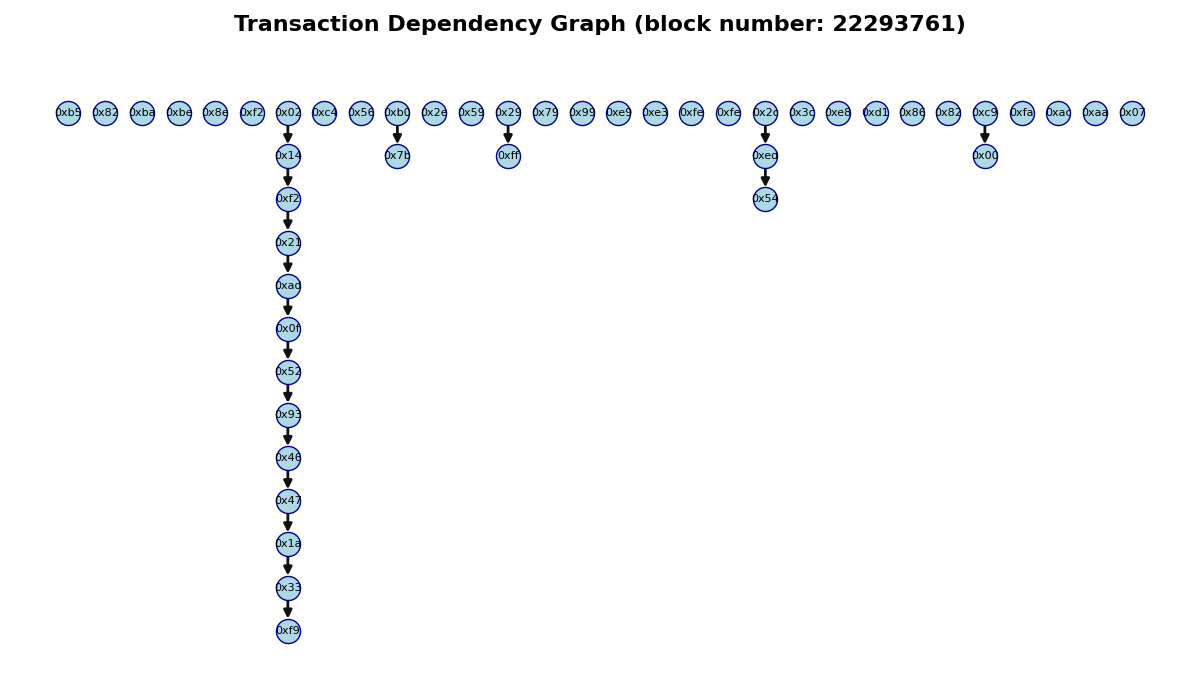 Transaction Dependency Graph (block number: 22293761)
0xb5 0x82 0xba 0xbe 0x8e 0xf2 0x02 0xc4 0x56 0xb0 0x2e 0x59 0x29 0x79 0x99 0xe9 0xe3 0xfe 0xfe 0x2c 0x3c 0xe8 0xd1 0x86 0x82 0xc9 0xfa 0xac 0xaa 0x07
0x14 0x7b 0xff 0xed 0x00
0xf2 0x54
0x21
0xad
0x0f
0x52
0x93
0x46
0x47
0x1a
0x33
0xf9